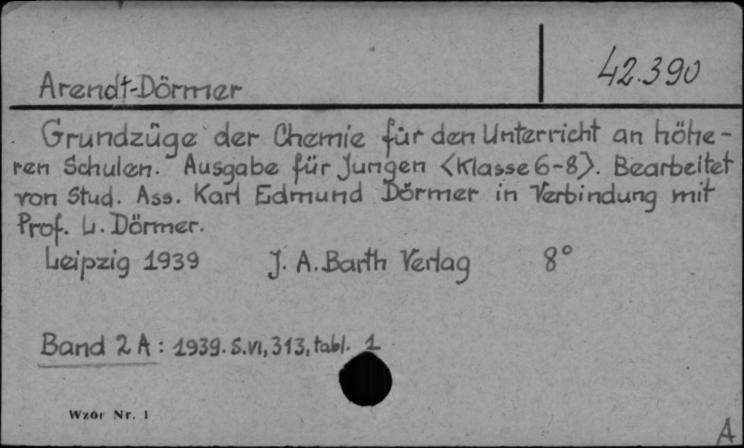 Arendt-Dörmer
42.390
Grundzüge der Chemie für den Unterricht an höhe-
ren Schulen. Ausgabe für Jungen <Klasse 6-8>. Bearbeitet
von Stud. Ass. Karl Edmund Dörmer in Verbindung mit
Prof. L. Dörmer.
Leipzig 1939 J. A. Barth Verlag 8°
Band 2 A: 1939. S. VI, 313, tabl. 1
Wzór Nr. 1
A